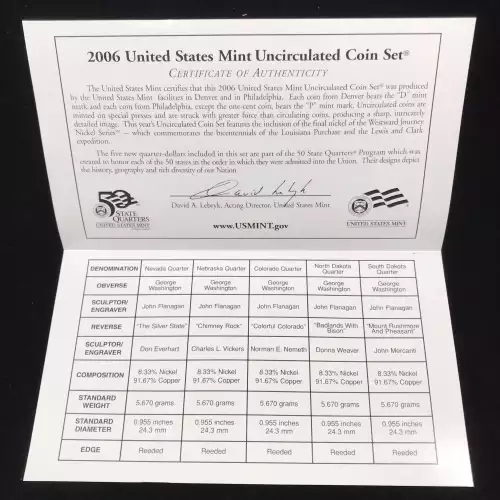 2006 United States Mint Uncirculated Coin Set®
CERTIFICATE OF AUTHENTICITY
The United States Mint certifies that this 2006 United States Mint Uncirculated Coin Set® was produced
by the United States Mint facilities in Denver and in Philadelphia. Each coin from Denver bears the "D" mint
mark and each coin from Philadelphia, except the one-cent coin, bears the "P" mint mark. Uncirculated coins are
minted on special presses and are struck with greater force than circulating coins, producing a sharp, intricately
detailed image. This year's Uncirculated Coin Set features the inclusion of the final nickel of the Westward Journey
Nickel Series™ – which commemorates the bicentennials of the Louisiana Purchase and the Lewis and Clark
expedition.
The five new quarter-dollars included in this set are part of the 50 State Quarters® Program which was
created to honor each of the 50 states in the order in which they were admitted into the Union. Their designs depict
the history, geography and rich diversity of our Nation.
David Lebryk
David A. Lebryk, Acting Director, United States Mint
50 STATE QUARTERS
UNITED STATES MINT
www.USMINT.gov
UNITED STATES MINT
DENOMINATION Nevada Quarter Nebraska Quarter Colorado Quarter North Dakota Quarter South Dakota Quarter
OBVERSE George Washington George Washington George Washington George Washington George Washington
SCULPTOR/ENGRAVER John Flanagan John Flanagan John Flanagan John Flanagan John Flanagan
REVERSE "The Silver State" "Chimney Rock" "Colorful Colorado" "Badlands With Bison" "Mount Rushmore And Pheasant"
SCULPTOR/ENGRAVER Don Everhart Charles L. Vickers Norman E. Nemeth Donna Weaver John Mercanti
COMPOSITION 8.33% Nickel 91.67% Copper 8.33% Nickel 91.67% Copper 8.33% Nickel 91.67% Copper 8.33% Nickel 91.67% Copper 8.33% Nickel 91.67% Copper
STANDARD WEIGHT 5.670 grams 5.670 grams 5.670 grams 5.670 grams 5.670 grams
STANDARD DIAMETER 0.955 inches 24.3 mm 0.955 inches 24.3 mm 0.955 inches 24.3 mm 0.955 inches 24.3 mm 0.955 inches 24.3 mm
EDGE Reeded Reeded Reeded Reeded Reeded